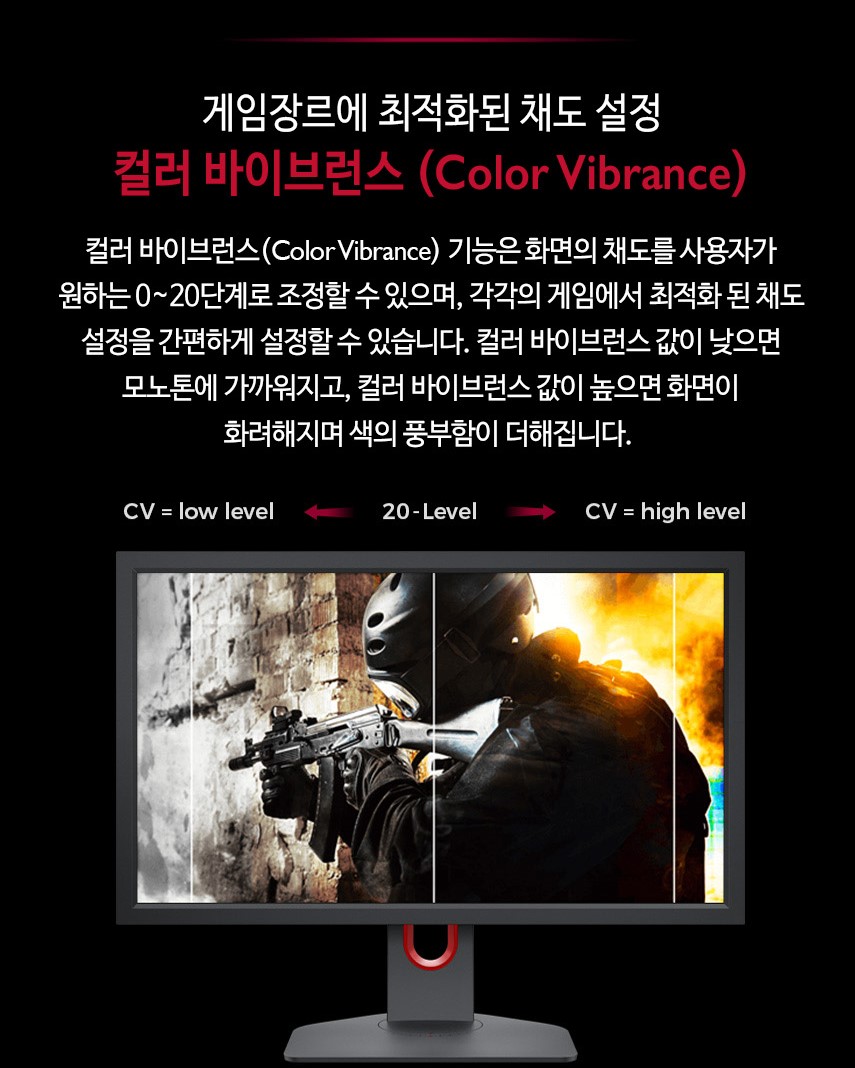 게임장르에 최적화된 채도 설정
컬러 바이브런스 (Color Vibrance)
컬러 바이브런스(Color Vibrance) 기능은 화면의 채도를 사용자가
원하는 0~20단계로 조정할 수 있으며, 각각의 게임에서 최적화 된 채도
설정을 간편하게 설정할 수 있습니다. 컬러 바이브런스 값이 낮으면
모노톤에 가까워지고, 컬러 바이브런스 값이 높으면 화면이
화려해지며 색의 풍부함이 더해집니다.
CV = low level 20-Level CV = high level